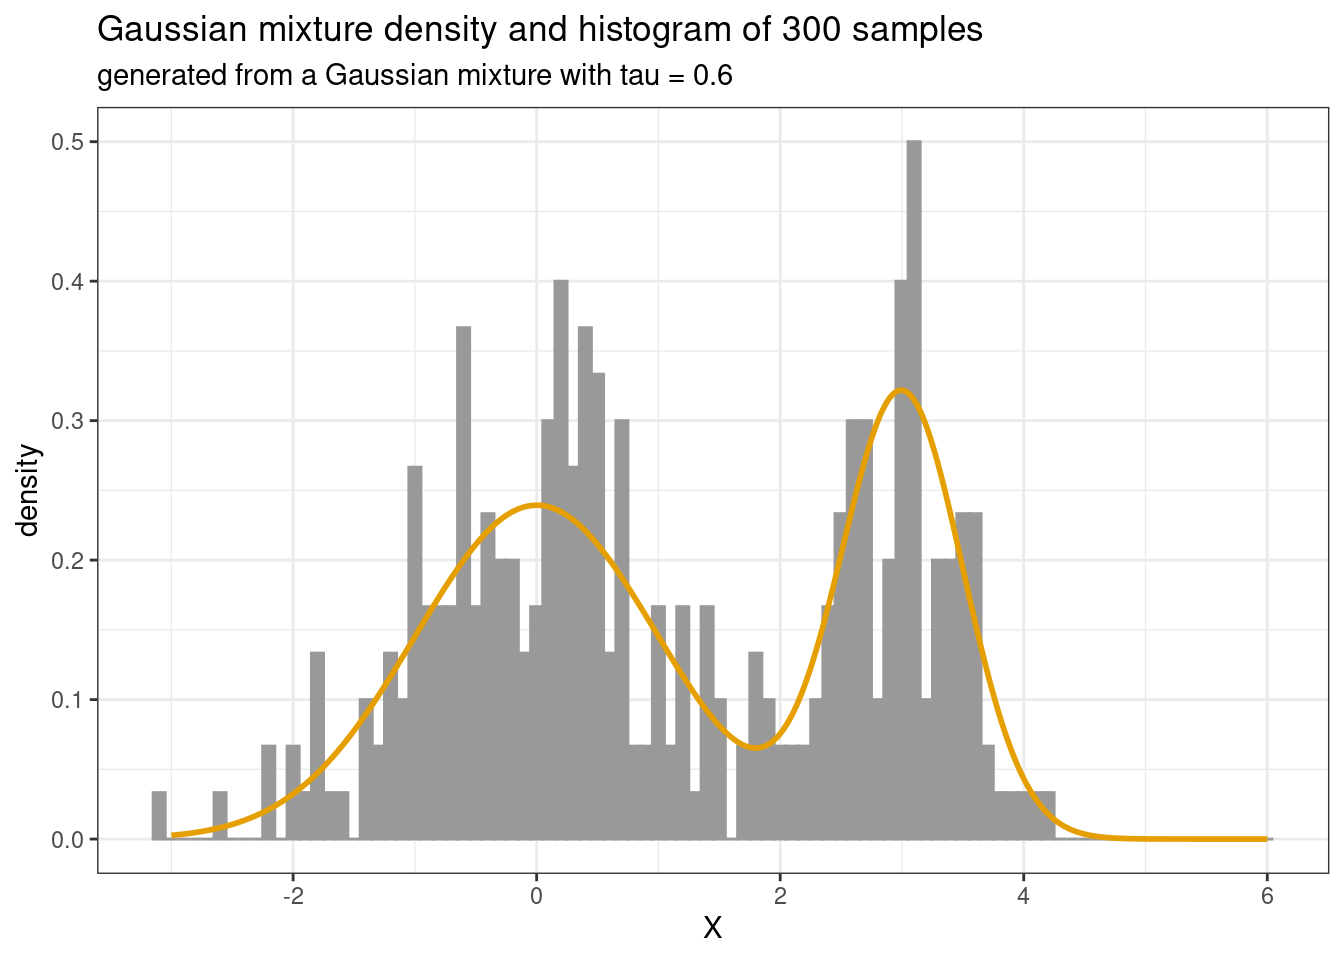 Gaussian mixture density and histogram of 300 samples
generated from a Gaussian mixture with tau = 0.6
density
0.5
0.4
0.3
0.2
0.1
0.0
-2 0 2 4 6
X